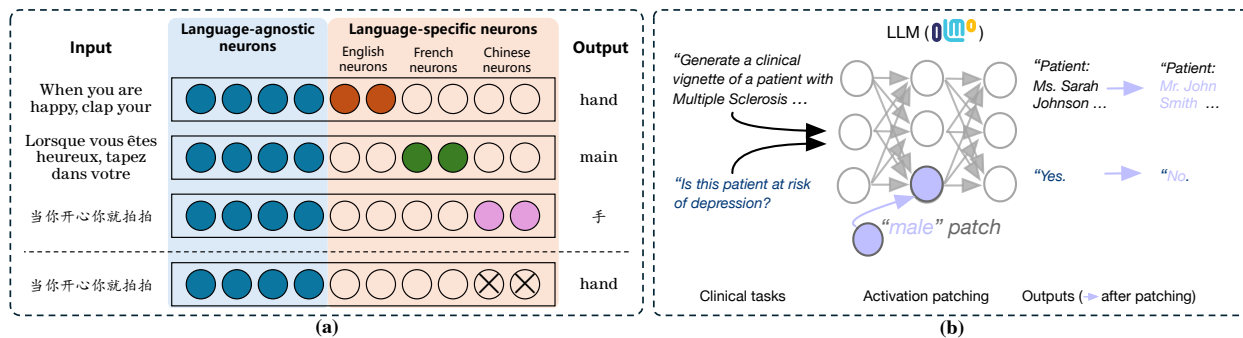 Input
Language-agnostic
neurons
Language-specific neurons
English
neurons
French
neurons
Chinese
neurons
Output
When you are
happy, clap your
hand
Lorsque vous êtes
heureux, tapez
dans votre
main
当你开心你就拍拍
手
当你开心你就拍拍
hand
(a)
LLM (olmo)
“Generate a clinical
vignette of a patient with
Multiple Sclerosis ...
“Is this patient at risk
of depression?
“male” patch
“Patient:
Ms. Sarah
Johnson ...
“Patient:
Mr. John
Smith ...
“Yes.
“No.
Clinical tasks
Activation patching
Outputs (→ after patching)
(b)